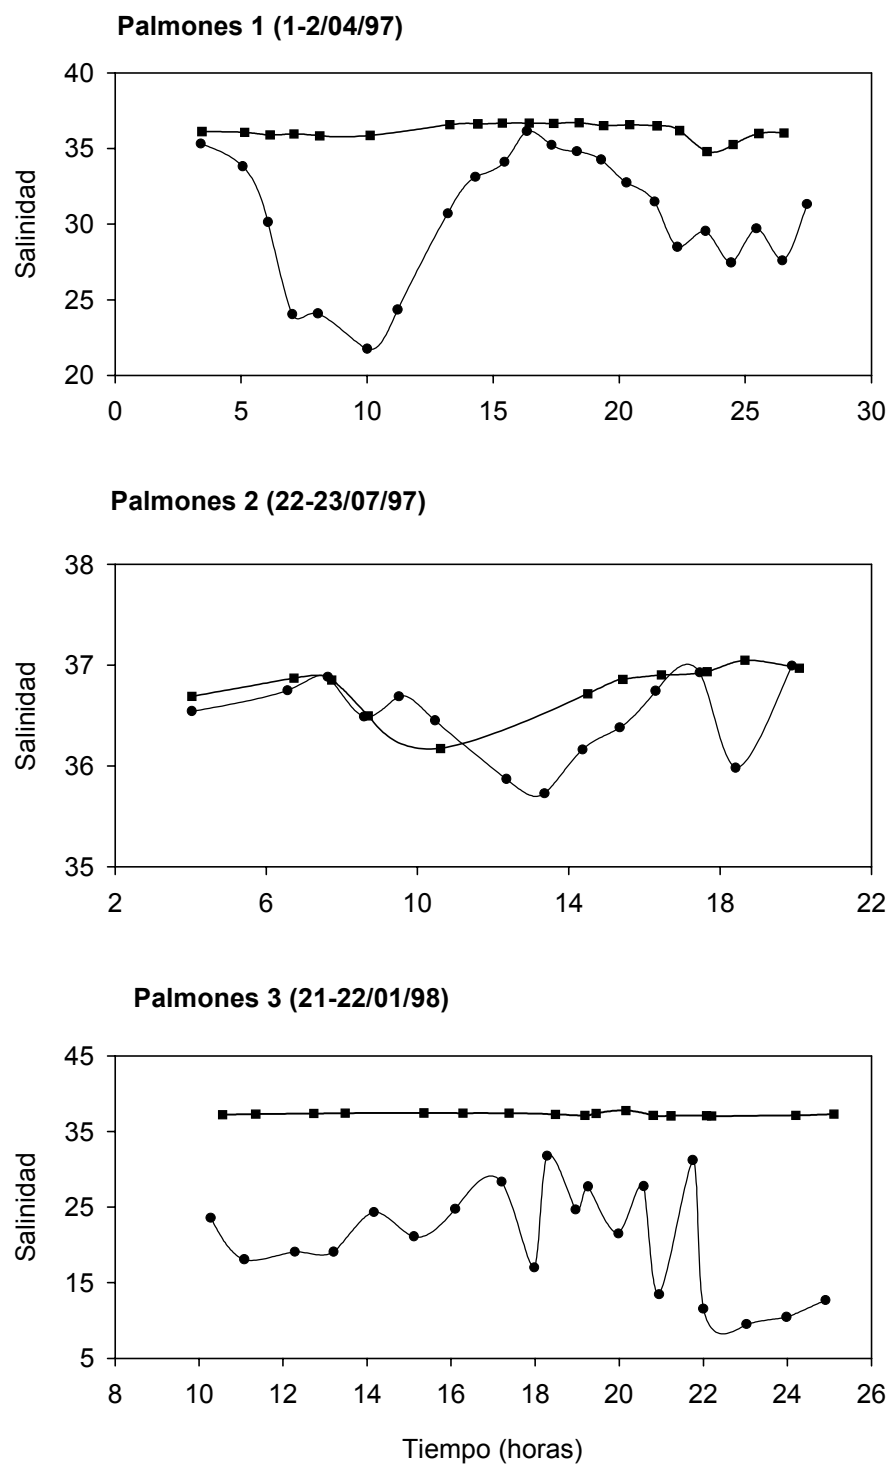 Palmones 1 (1-2/04/97)
40
35
30
25
20
Salinidad
0 5 10 15 20 25 30
Palmones 2 (22-23/07/97)
38
37
36
35
Salinidad
2 6 10 14 18 22
Palmones 3 (21-22/01/98)
45
35
25
15
5
Salinidad
8 10 12 14 16 18 20 22 24 26
Tiempo (horas)